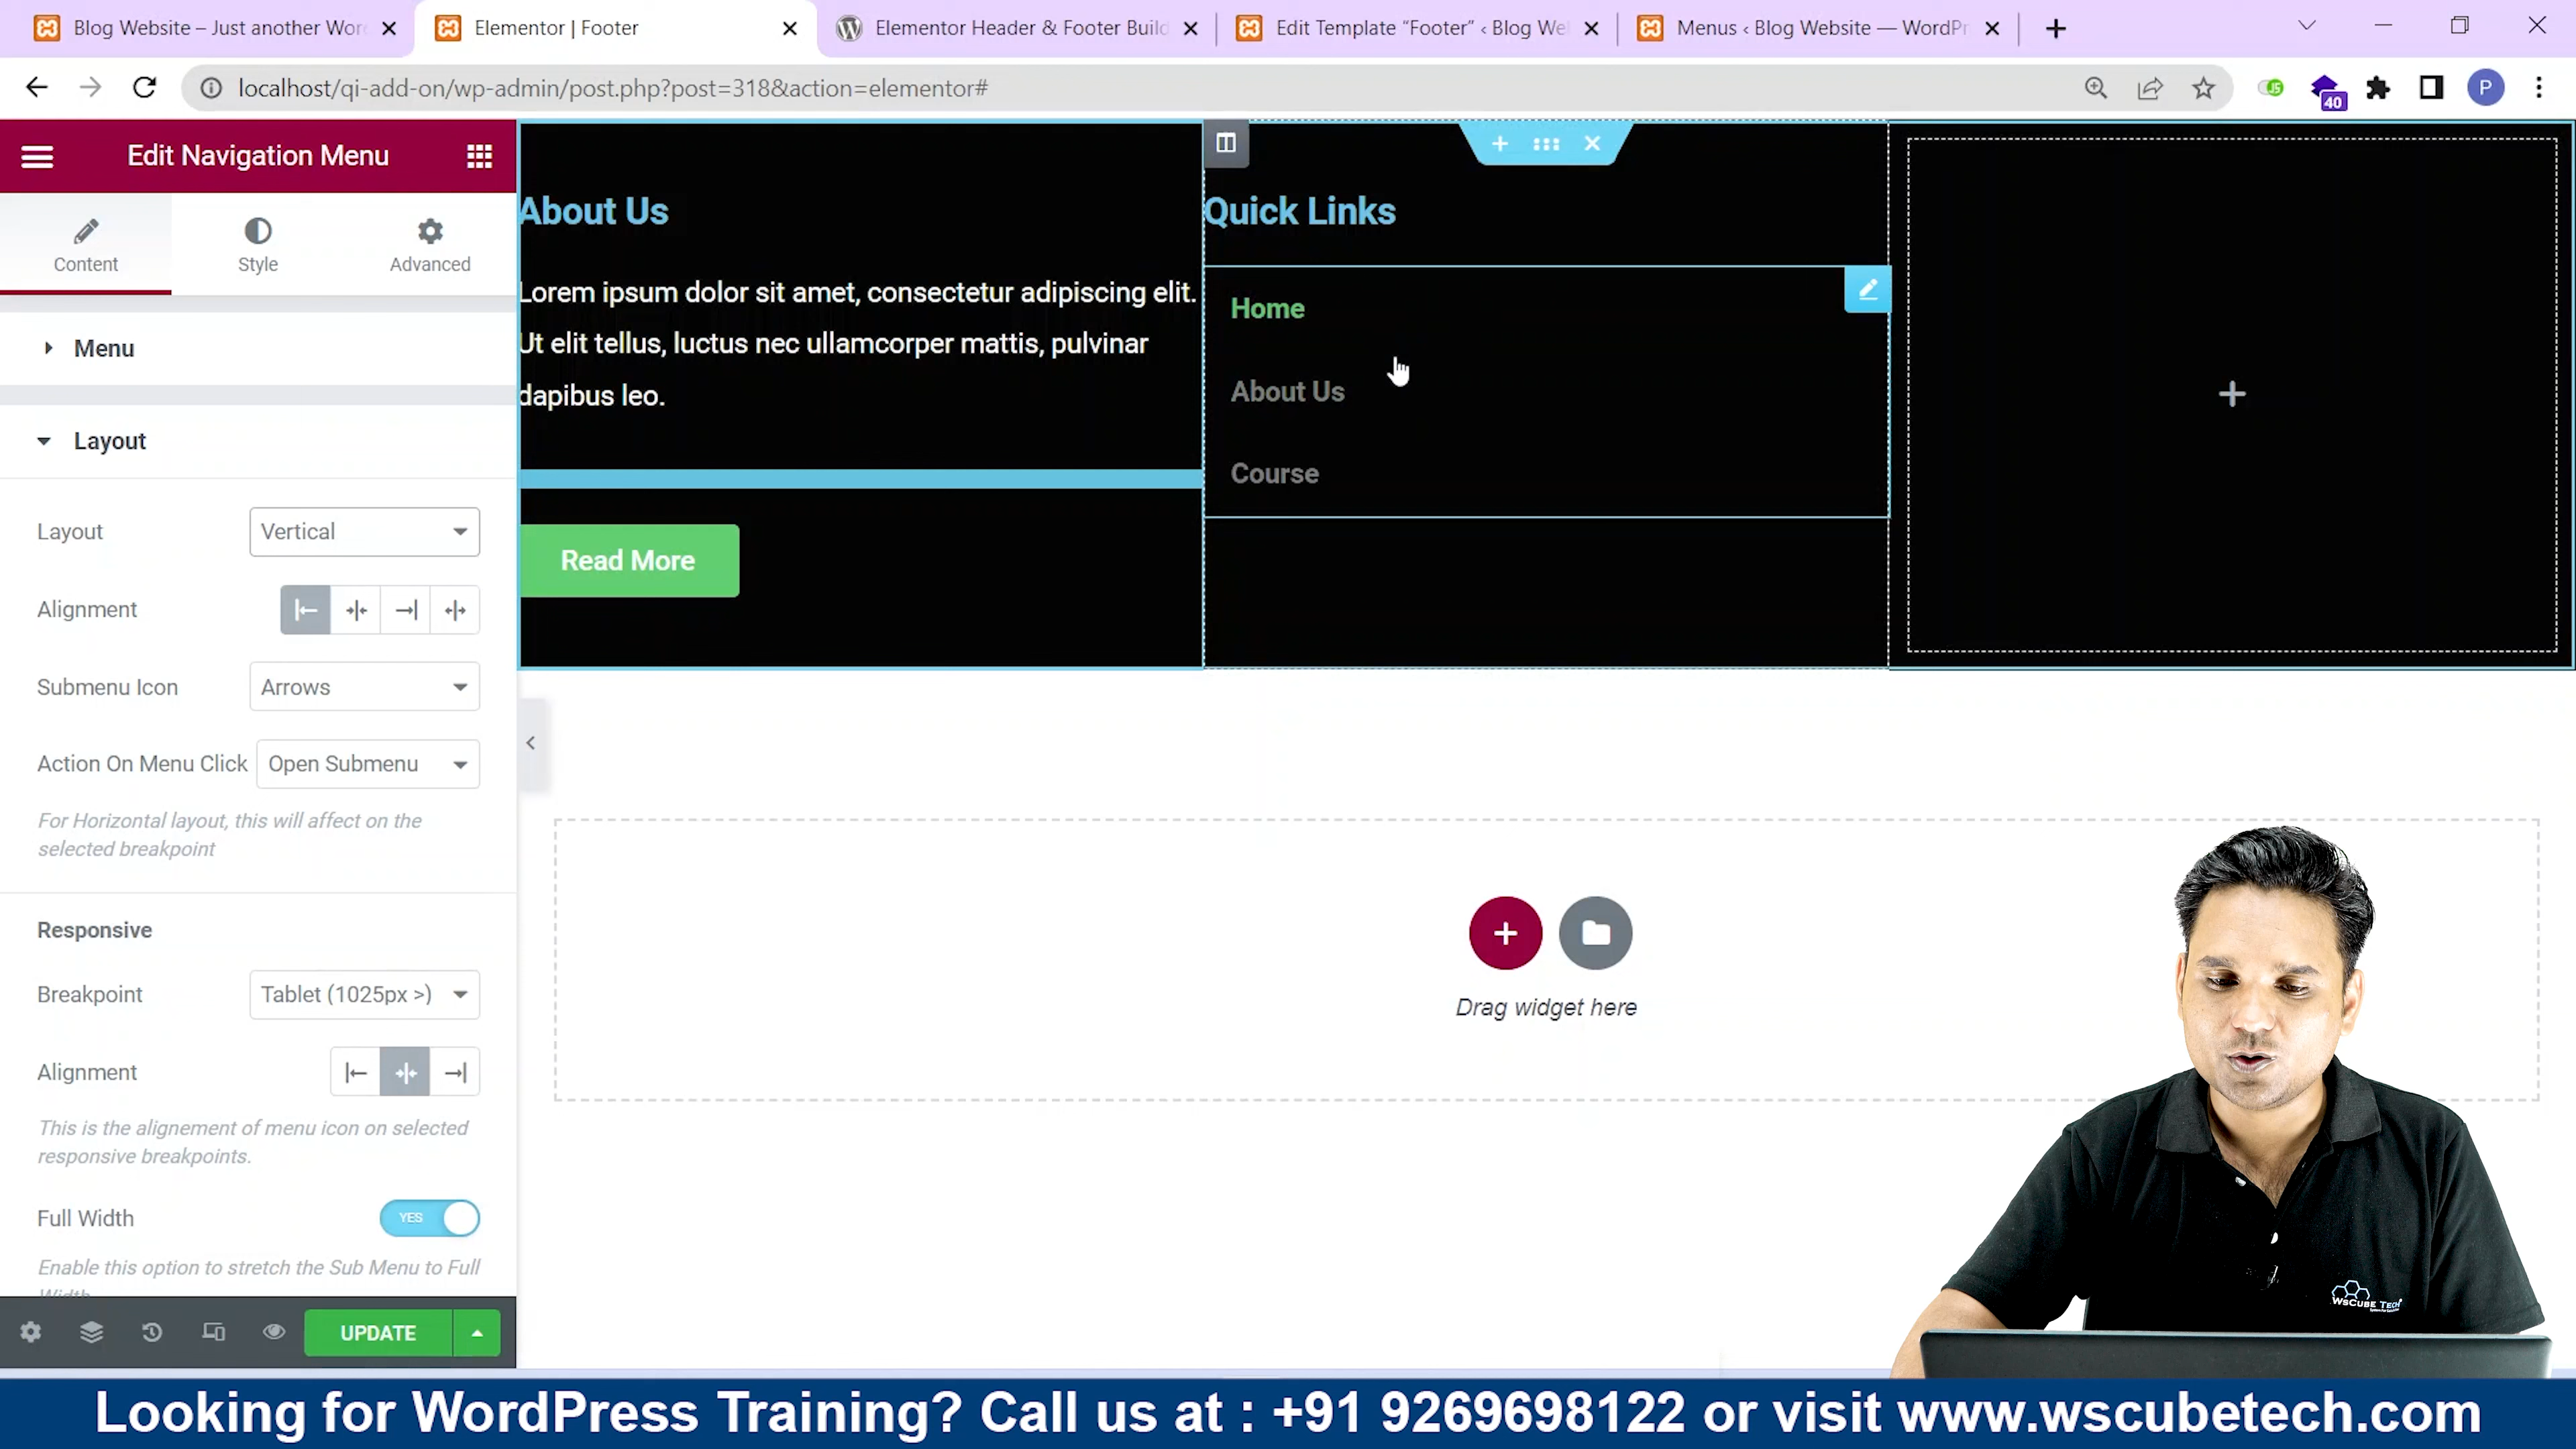 Blog Website – Just another Wor
Elementor | Footer
Elementor Header & Footer Build
Edit Template “Footer” ‹ Blog We
Menus ‹ Blog Website — WordPr
localhost/qi-add-on/wp-admin/post.php?post=318&action=elementor#
40
P
Edit Navigation Menu
Content
Style
Advanced
Menu
Layout
Layout
Vertical
Alignment
Submenu Icon
Arrows
Action On Menu Click
Open Submenu
For Horizontal layout, this will affect on the
selected breakpoint
Responsive
Breakpoint
Tablet (1025px >)
Alignment
This is the alignement of menu icon on selected
responsive breakpoints.
Full Width
YES
Enable this option to stretch the Sub Menu to Full
Width
UPDATE
About Us
Lorem ipsum dolor sit amet, consectetur adipiscing elit.
Ut elit tellus, luctus nec ullamcorper mattis, pulvinar
dapibus leo.
Read More
Quick Links
Home
About Us
Course
Drag widget here
WsCube Tech
Looking for WordPress Training? Call us at : +91 9269698122 or visit www.wscubetech.com